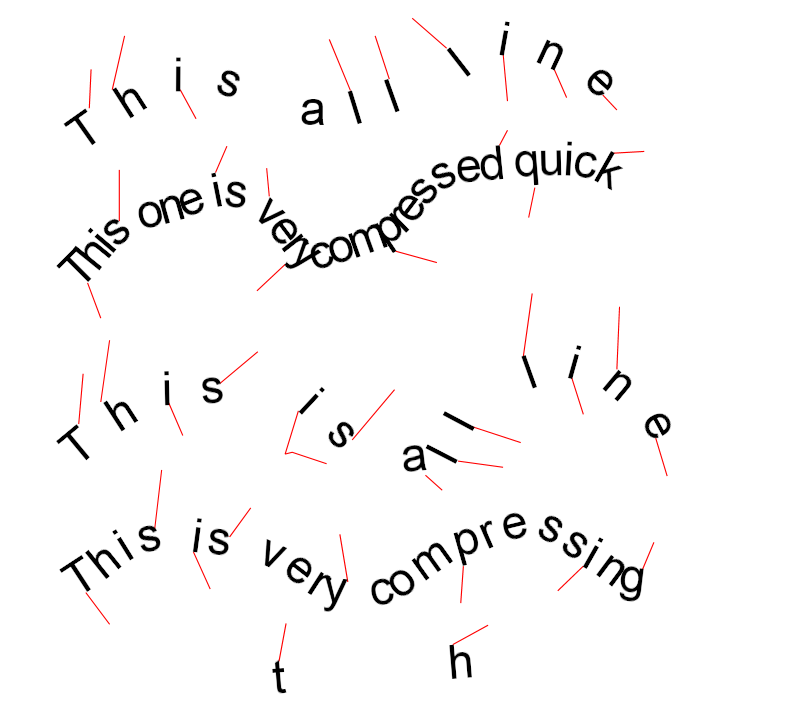 This all line
This one is very compressed quick
This is all line
This is very compressing
t h